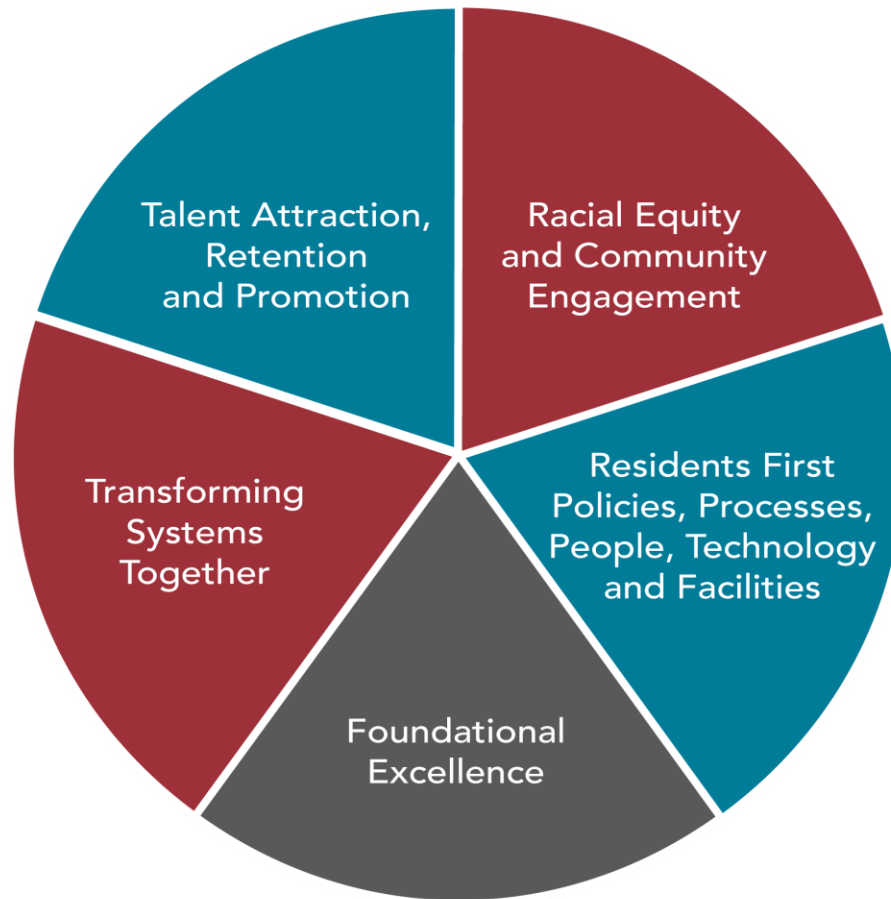 Talent Attraction,
Retention
and Promotion
Racial Equity
and Community
Engagement
Residents First
Policies, Processes,
People, Technology
and Facilities
Transforming
Systems
Together
Foundational
Excellence